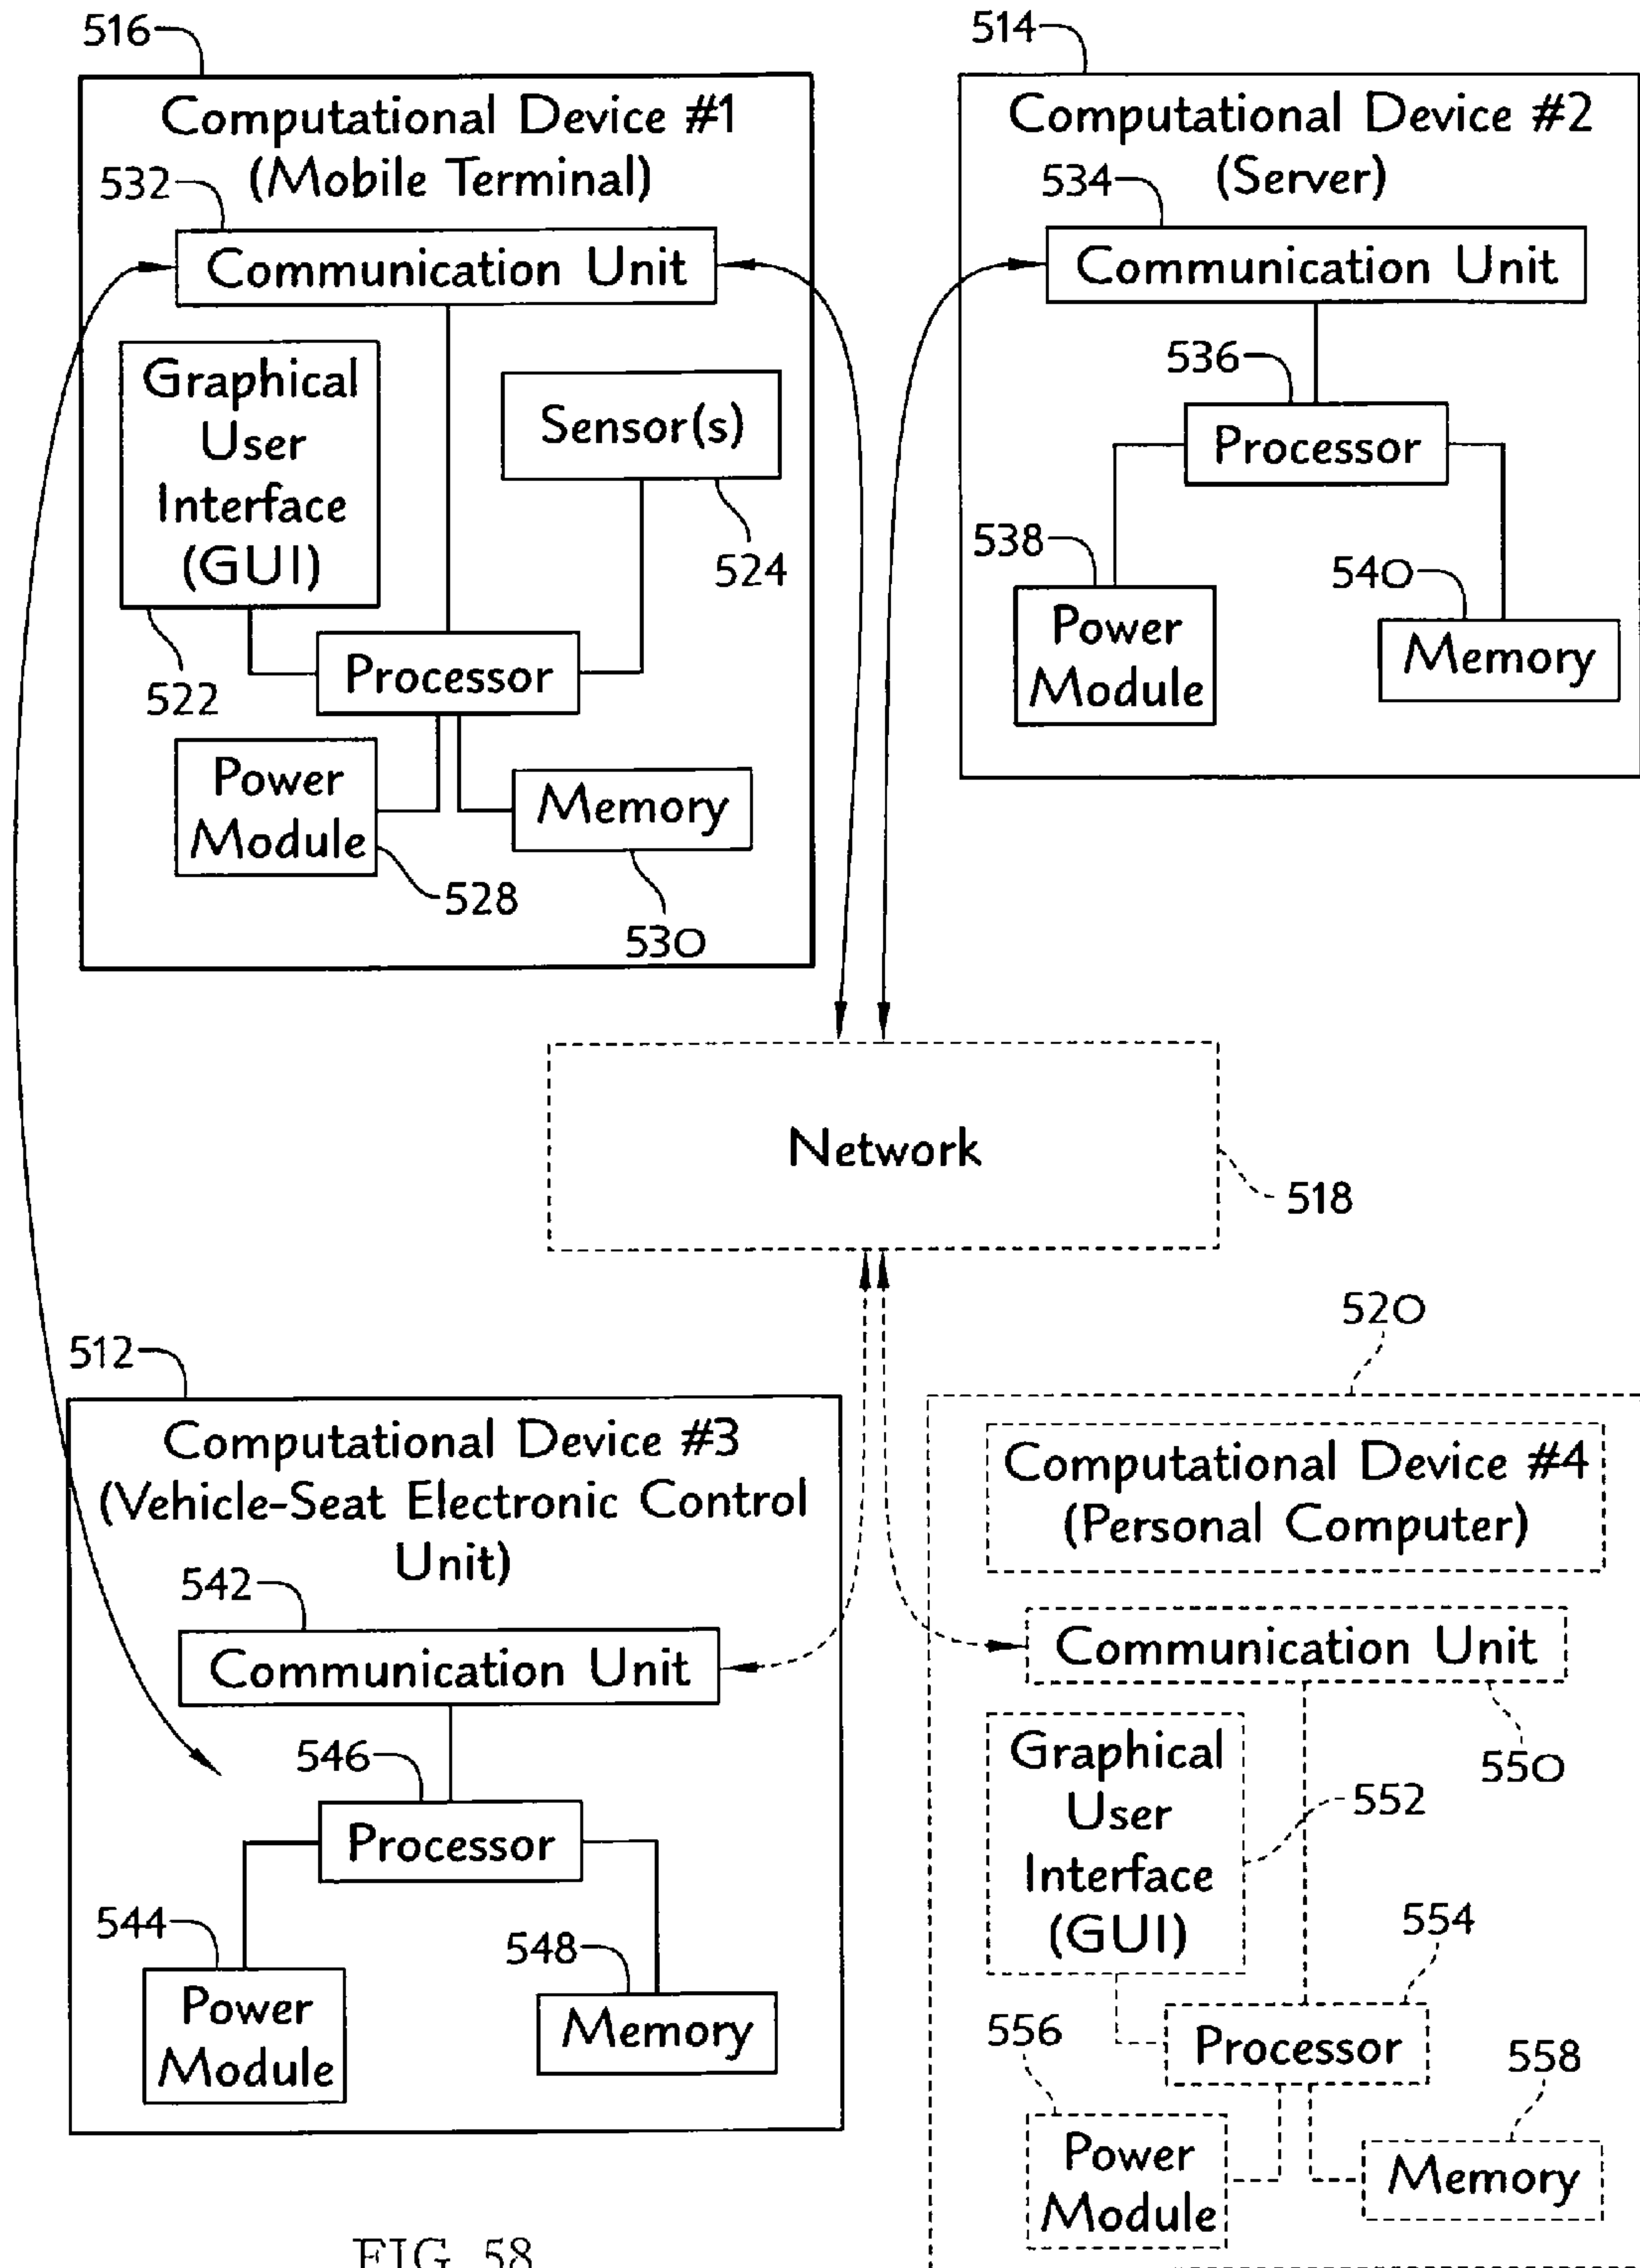 516
Computational Device #1
(Mobile Terminal)
532
Communication Unit
Graphical
User
Interface
(GUI)
522
Sensor(s)
524
Processor
Power
Module
528
Memory
530
514
Computational Device #2
(Server)
534
Communication Unit
536
Processor
538
Power
Module
540
Memory
Network
518
512
Computational Device #3
(Vehicle-Seat Electronic Control
Unit)
542
Communication Unit
546
Processor
544
Power
Module
548
Memory
520
Computational Device #4
(Personal Computer)
Communication Unit
550
Graphical
User
Interface
(GUI)
552
554
Processor
556
Power
Module
558
Memory
FIG. 58